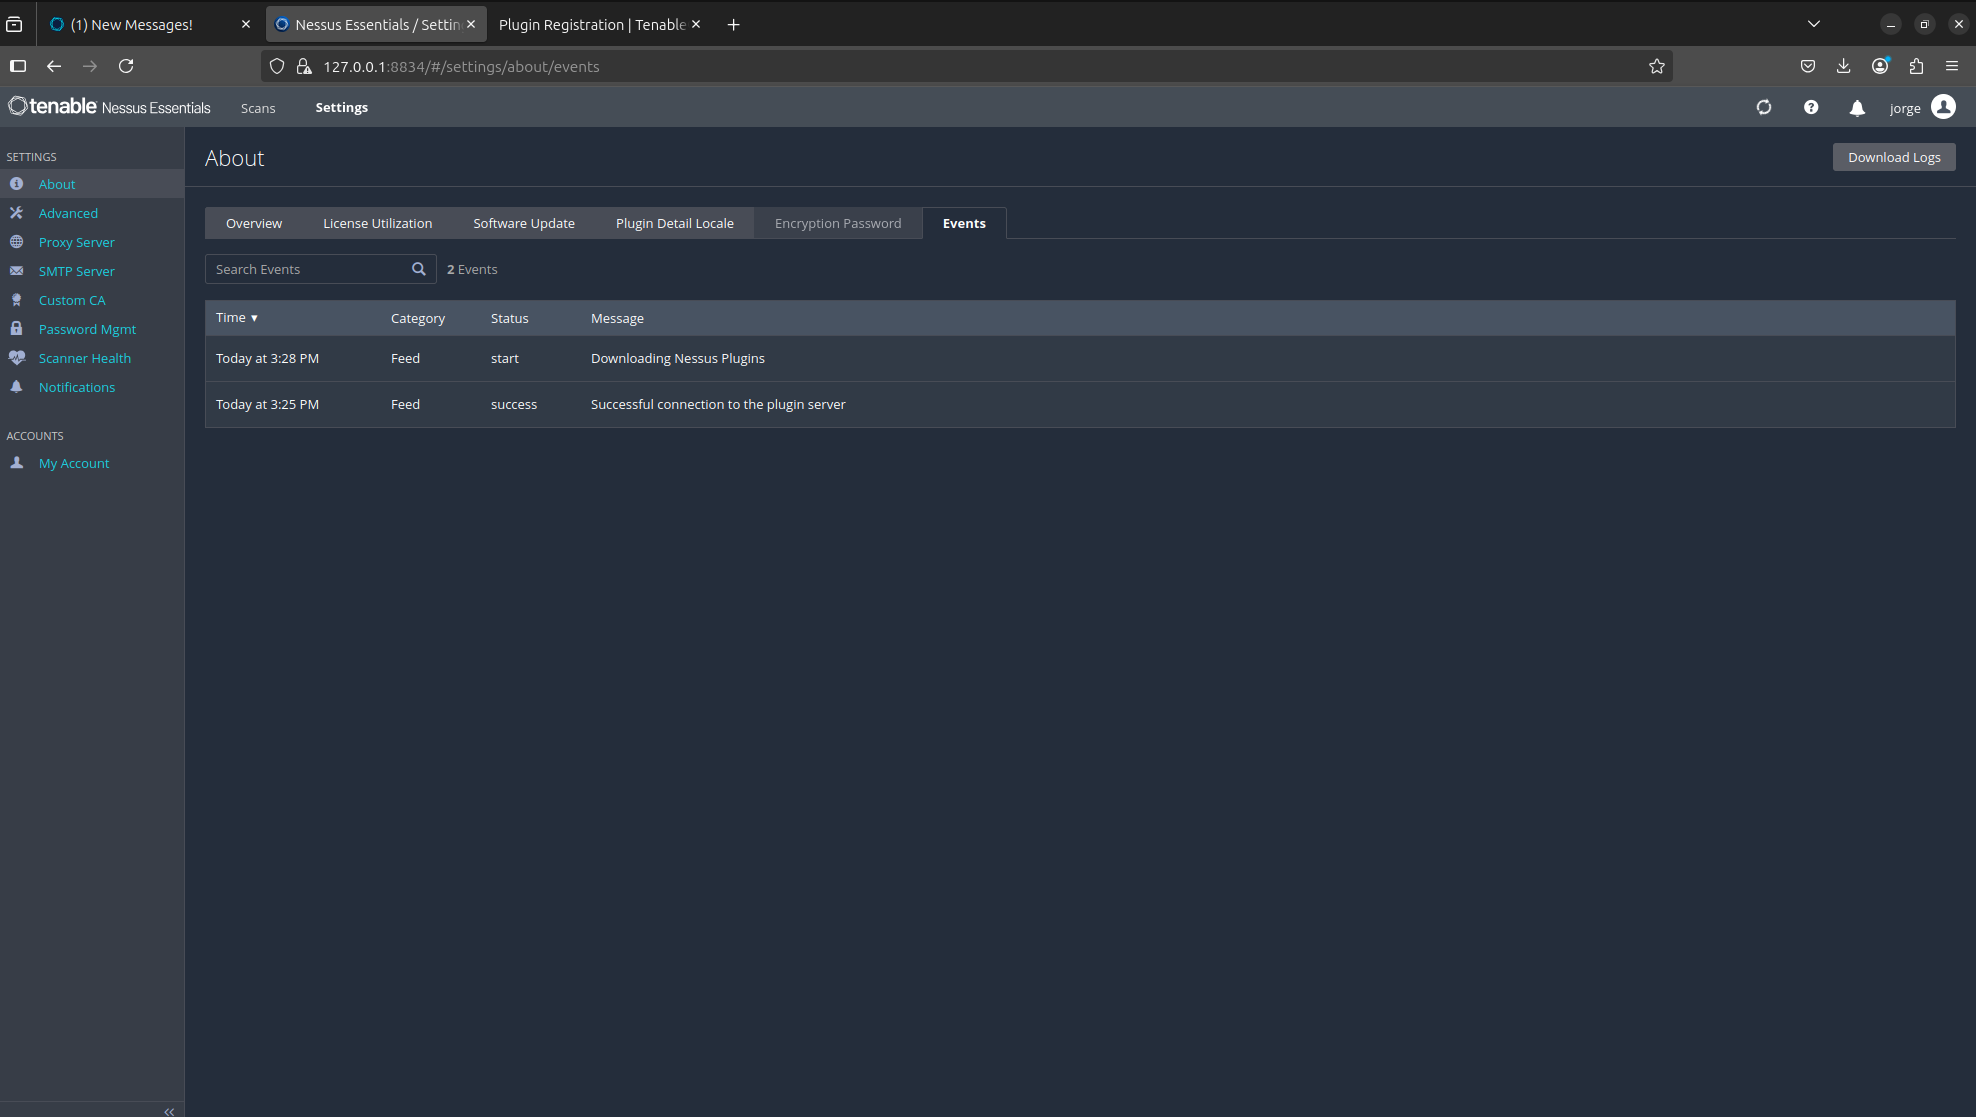 (1) New Messages!
Nessus Essentials / Settin
Plugin Registration | Tenable
127.0.0.1:8834/#/settings/about/events
tenable Nessus Essentials
Scans
Settings
jorge
SETTINGS
About
Advanced
Proxy Server
SMTP Server
Custom CA
Password Mgmt
Scanner Health
Notifications
ACCOUNTS
My Account
About
Download Logs
Overview
License Utilization
Software Update
Plugin Detail Locale
Encryption Password
Events
Search Events
2 Events
Time ▼ Category Status Message
Today at 3:28 PM Feed start Downloading Nessus Plugins
Today at 3:25 PM Feed success Successful connection to the plugin server